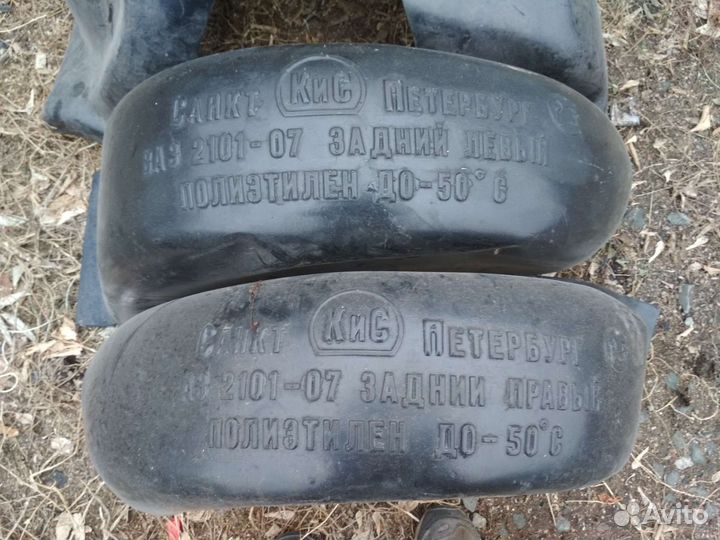 САНКТ КиС ПЕТЕРБУРГ
ВАЗ 2101-07 ЗАДНИЙ ЛЕВЫЙ
ПОЛИЭТИЛЕН ДО-50°С
САНКТ КиС ПЕТЕРБУРГ
2101-07 ЗАДНИЙ ПРАВЫЙ
ПОЛИЭТИЛЕН ДО-50°С
Avito